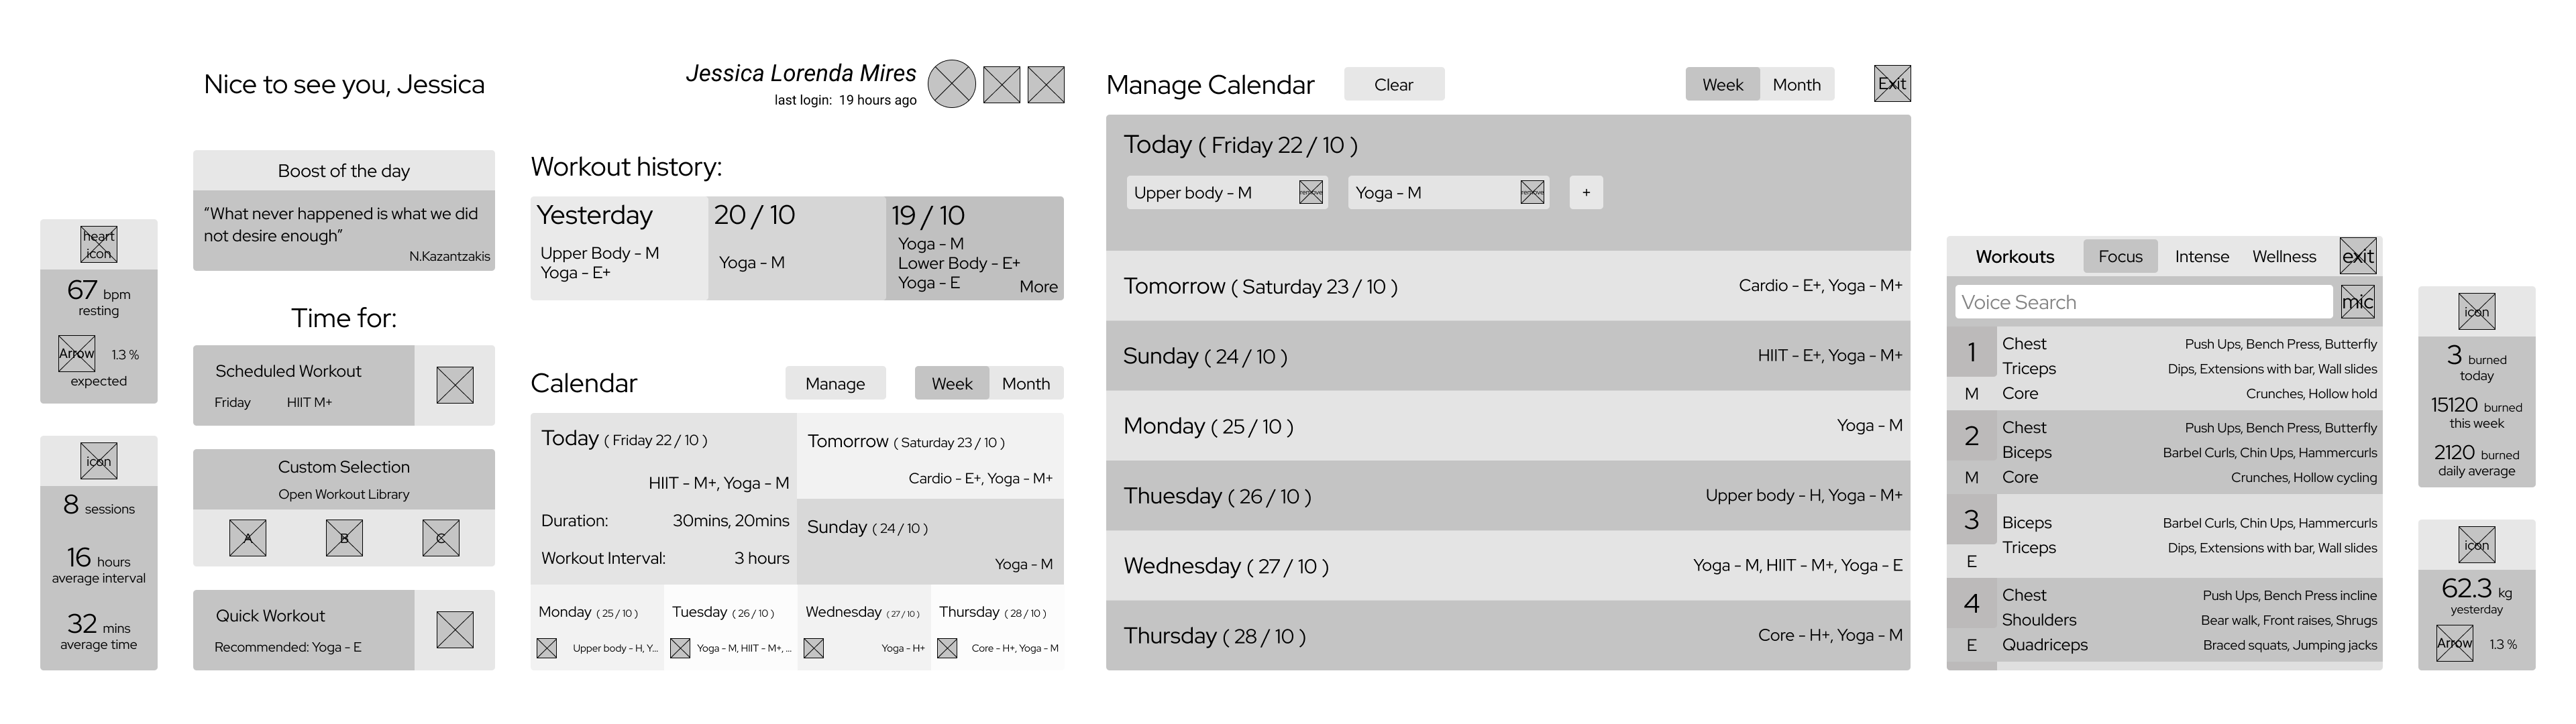 Nice to see you, Jessica
Jessica Lorenda Mires
last login:  19 hours ago
heart
icon
67 bpm
resting
Arrow
1.3 %
expected
icon
8 sessions
16 hours
average interval
32 mins
average time
Boost of the day
“What never happened is what we did
not desire enough”
N.Kazantzakis
Time for:
Scheduled Workout
Friday HIIT M+
Custom Selection
Open Workout Library
A B C
Quick Workout
Recommended: Yoga - E
Workout history:
Yesterday
Upper Body - M
Yoga - E+
20 / 10
Yoga - M
19 / 10
Yoga - M
Lower Body - E+
Yoga - E
More
Calendar
Manage
Week
Month
Today ( Friday 22 / 10 )
HIIT - M+, Yoga - M
Duration: 30mins, 20mins
Workout Interval: 3 hours
Tomorrow ( Saturday 23 / 10 )
Cardio - E+, Yoga - M+
Sunday ( 24 / 10 )
Yoga - M
Monday ( 25 / 10 )
Upper body - H, Y...
Tuesday ( 26 / 10 )
Yoga - M, HIIT - M+, ...
Wednesday ( 27 / 10 )
Yoga - H+
Thursday ( 28 / 10 )
Core - H+, Yoga - M
Manage Calendar
Clear
Week
Month
Exit
Today ( Friday 22 / 10 )
Upper body - M
remove
Yoga - M
remove
+
Tomorrow ( Saturday 23 / 10 ) Cardio - E+, Yoga - M+
Sunday ( 24 / 10 ) HIIT - E+, Yoga - M+
Monday ( 25 / 10 ) Yoga - M
Thuesday ( 26 / 10 ) Upper body - H, Yoga - M+
Wednesday ( 27 / 10 ) Yoga - M, HIIT - M+, Yoga - E
Thursday ( 28 / 10 ) Core - H+, Yoga - M
Workouts Focus Intense Wellness exit
Voice Search
mic
1
M
Chest Push Ups, Bench Press, Butterfly
Triceps Dips, Extensions with bar, Wall slides
Core Crunches, Hollow hold
2
M
Chest Push Ups, Bench Press, Butterfly
Biceps Barbel Curls, Chin Ups, Hammercurls
Core Crunches, Hollow cycling
3
E
Biceps Barbel Curls, Chin Ups, Hammercurls
Triceps Dips, Extensions with bar, Wall slides
4
E
Chest Push Ups, Bench Press incline
Shoulders Bear walk, Front raises, Shrugs
Quadriceps Braced squats, Jumping jacks
icon
3 burned
today
15120 burned
this week
2120 burned
daily average
icon
62.3 kg
yesterday
Arrow
1.3 %